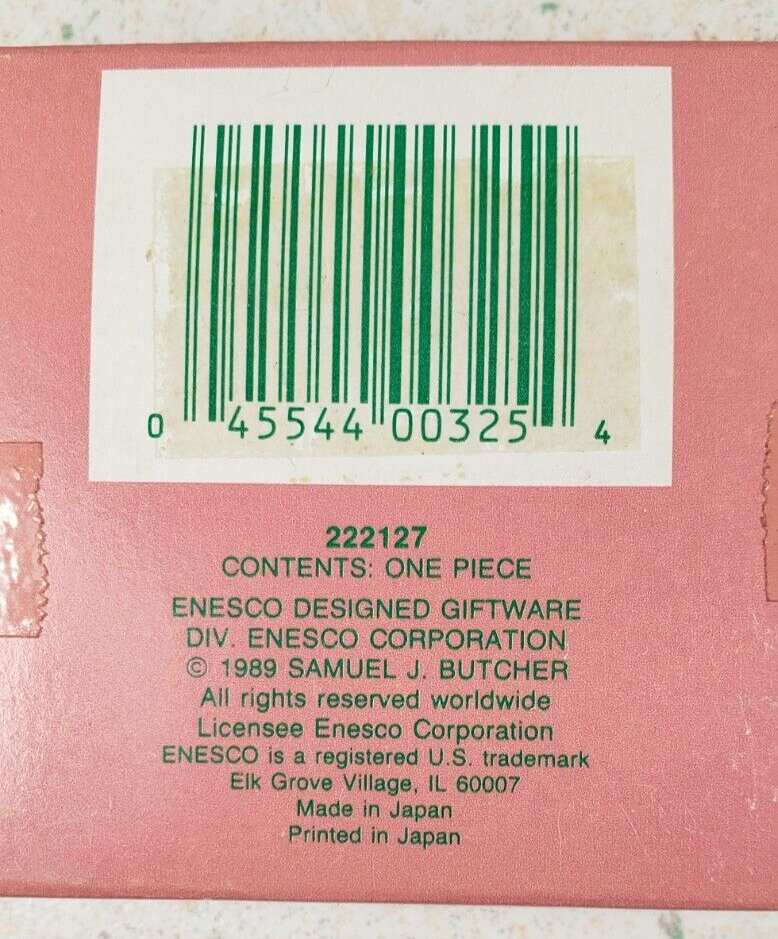 0 45544 00325 4
222127
CONTENTS: ONE PIECE
ENESCO DESIGNED GIFTWARE
DIV. ENESCO CORPORATION
© 1989 SAMUEL J. BUTCHER
All rights reserved worldwide
Licensee Enesco Corporation
ENESCO is a registered U.S. trademark
Elk Grove Village, IL 60007
Made in Japan
Printed in Japan